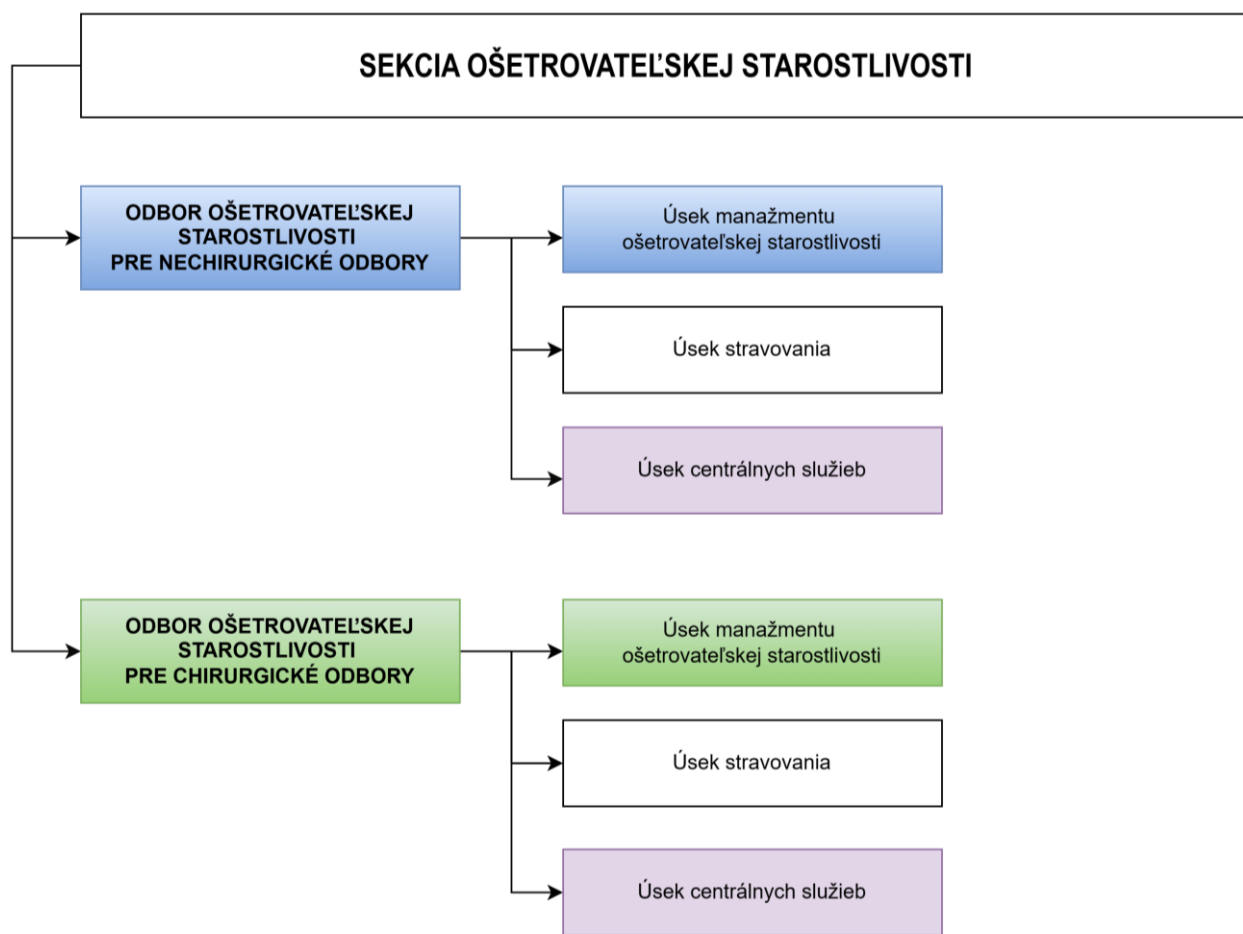 SEKCIA OŠETROVATEĽSKEJ STAROSTLIVOSTI
ODBOR OŠETROVATEĽSKEJ
STAROSTLIVOSTI
PRE NECHIRURGICKÉ ODBORY
Úsek manažmentu
ošetrovateľskej starostlivosti
Úsek stravovania
Úsek centrálnych služieb
ODBOR OŠETROVATEĽSKEJ
STAROSTLIVOSTI
PRE CHIRURGICKÉ ODBORY
Úsek manažmentu
ošetrovateľskej starostlivosti
Úsek stravovania
Úsek centrálnych služieb